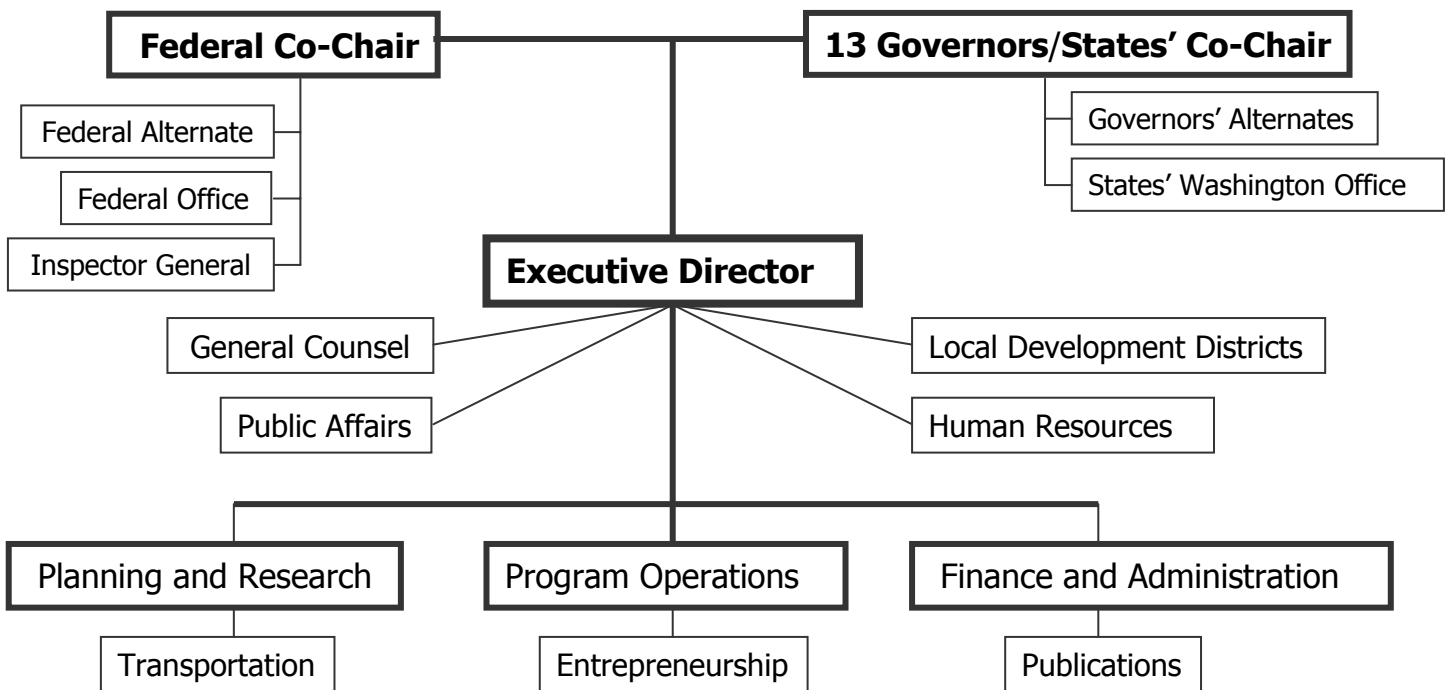 Federal Co-Chair
13 Governors/States’ Co-Chair
Federal Alternate
Governors’ Alternates
Federal Office
States’ Washington Office
Inspector General
Executive Director
General Counsel
Local Development Districts
Public Affairs
Human Resources
Planning and Research
Program Operations
Finance and Administration
Transportation
Entrepreneurship
Publications